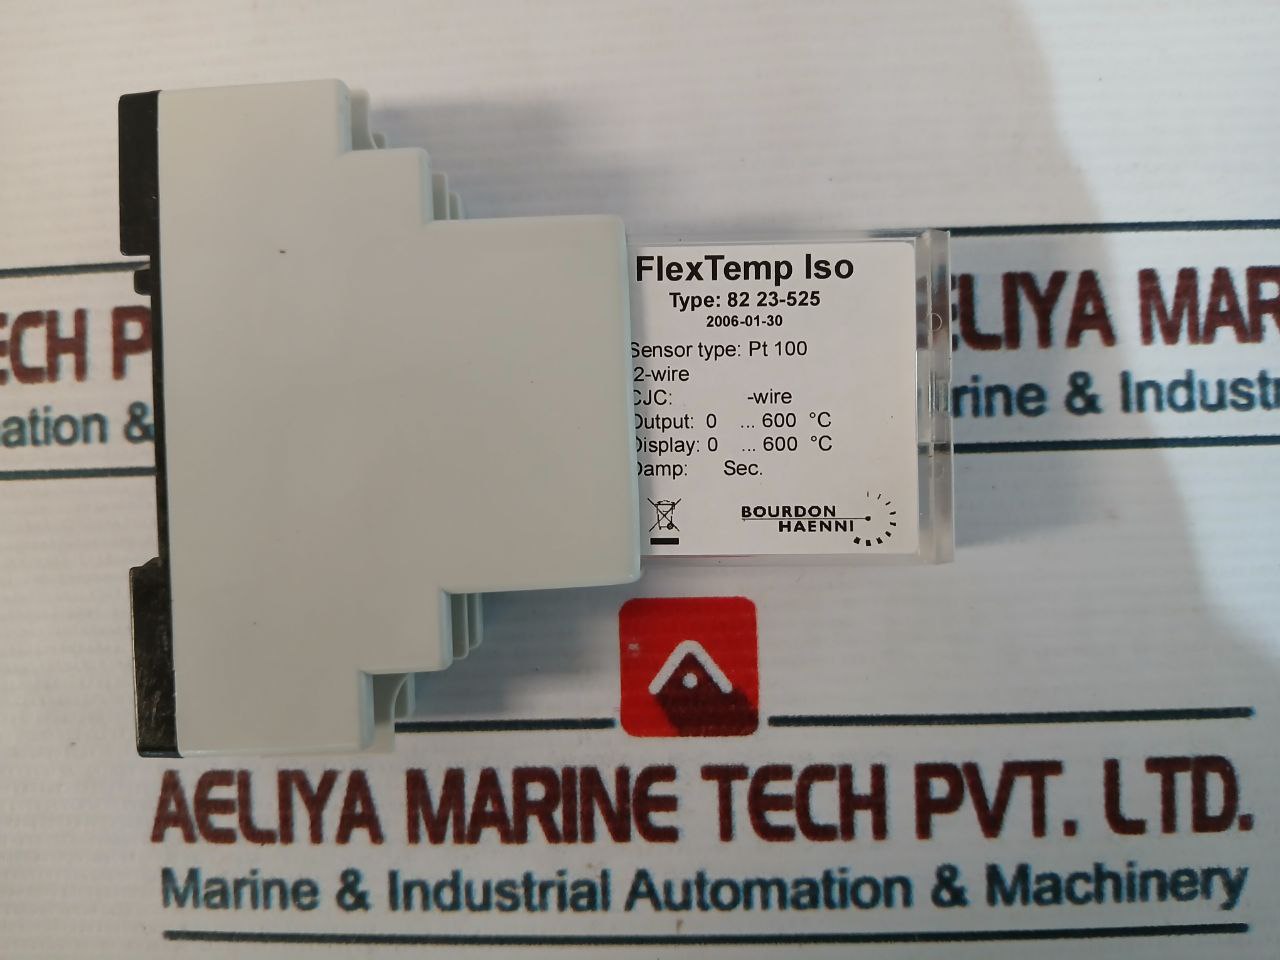 FlexTemp Iso
Type: 82 23-525
2006-01-30
Sensor type: Pt 100
2-wire
CJC: -wire
Output: 0 ... 600 °C
Display: 0 ... 600 °C
Damp: Sec.
BOURDON
HAENNI
ECH P
ELIYA MAR
ation &
rine & Indust
AELIYA MARINE TECH PVT. LTD.
Marine & Industrial Automation & Machinery